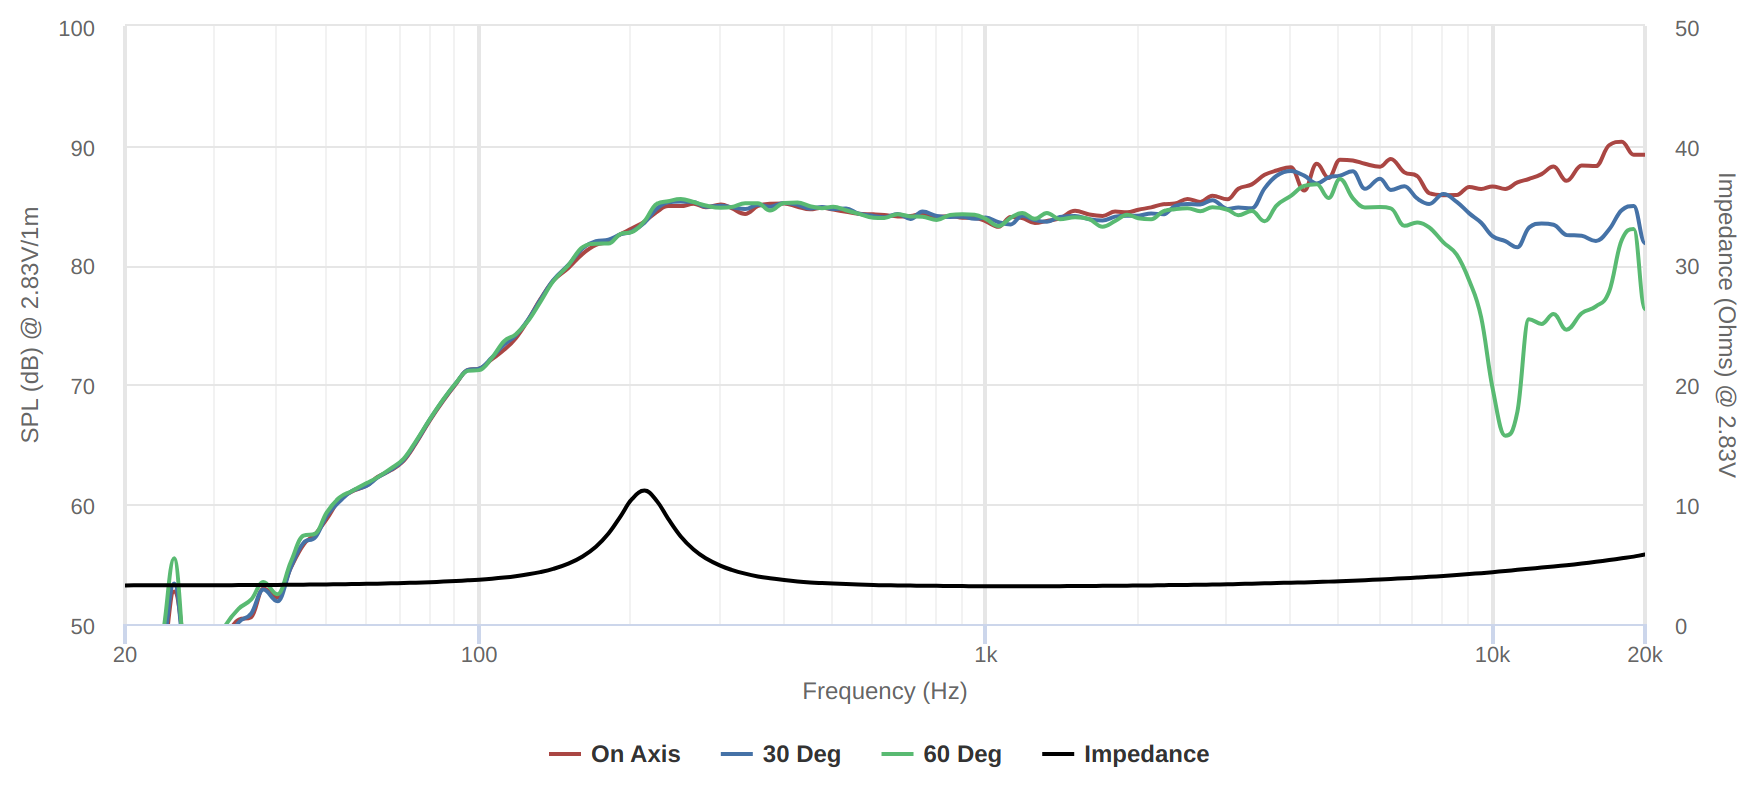 100
90
80
70
60
50
SPL (dB) @ 2.83V/1m
50
40
30
20
10
0
Impedance (Ohms) @ 2.83V
20
100
1k
10k
20k
Frequency (Hz)
On Axis
30 Deg
60 Deg
Impedance